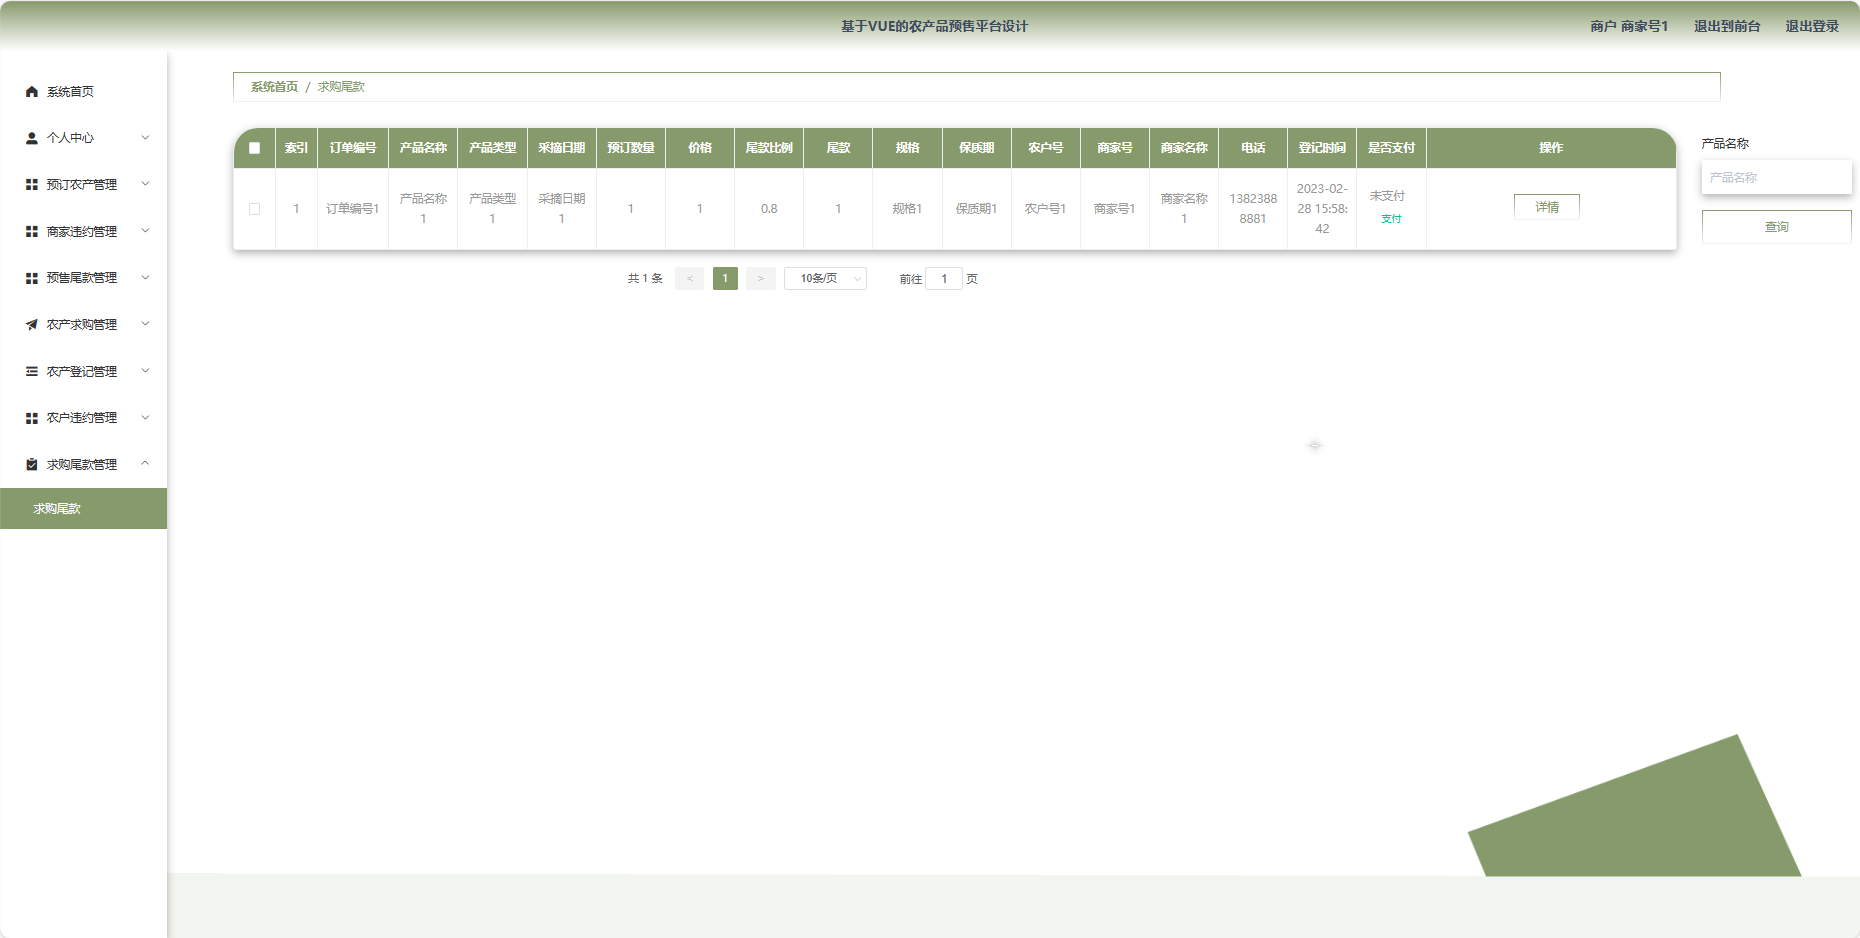 基于VUE的农产品预售平台设计
商户 商家号1 退出到前台 退出登录
系统首页
个人中心
预订农产管理
商家违约管理
预售尾款管理
农产求购管理
农产登记管理
农户违约管理
求购尾款管理
求购尾款
系统首页 / 求购尾款
索引 订单编号 产品名称 产品类型 采摘日期 预订数量 价格 尾款比例 尾款 规格 保质期 农户号 商家号 商家名称 电话 登记时间 是否支付 操作
1 订单编号1 产品名称1 产品类型1 采摘日期1 1 1 0.8 1 规格1 保质期1 农户号1 商家号1 商家名称1 13823888881 2023-02-28 15:58:42 未支付 支付 详情
共 1 条 < 1 > 10条/页 前往 1 页
产品名称
产品名称
查询